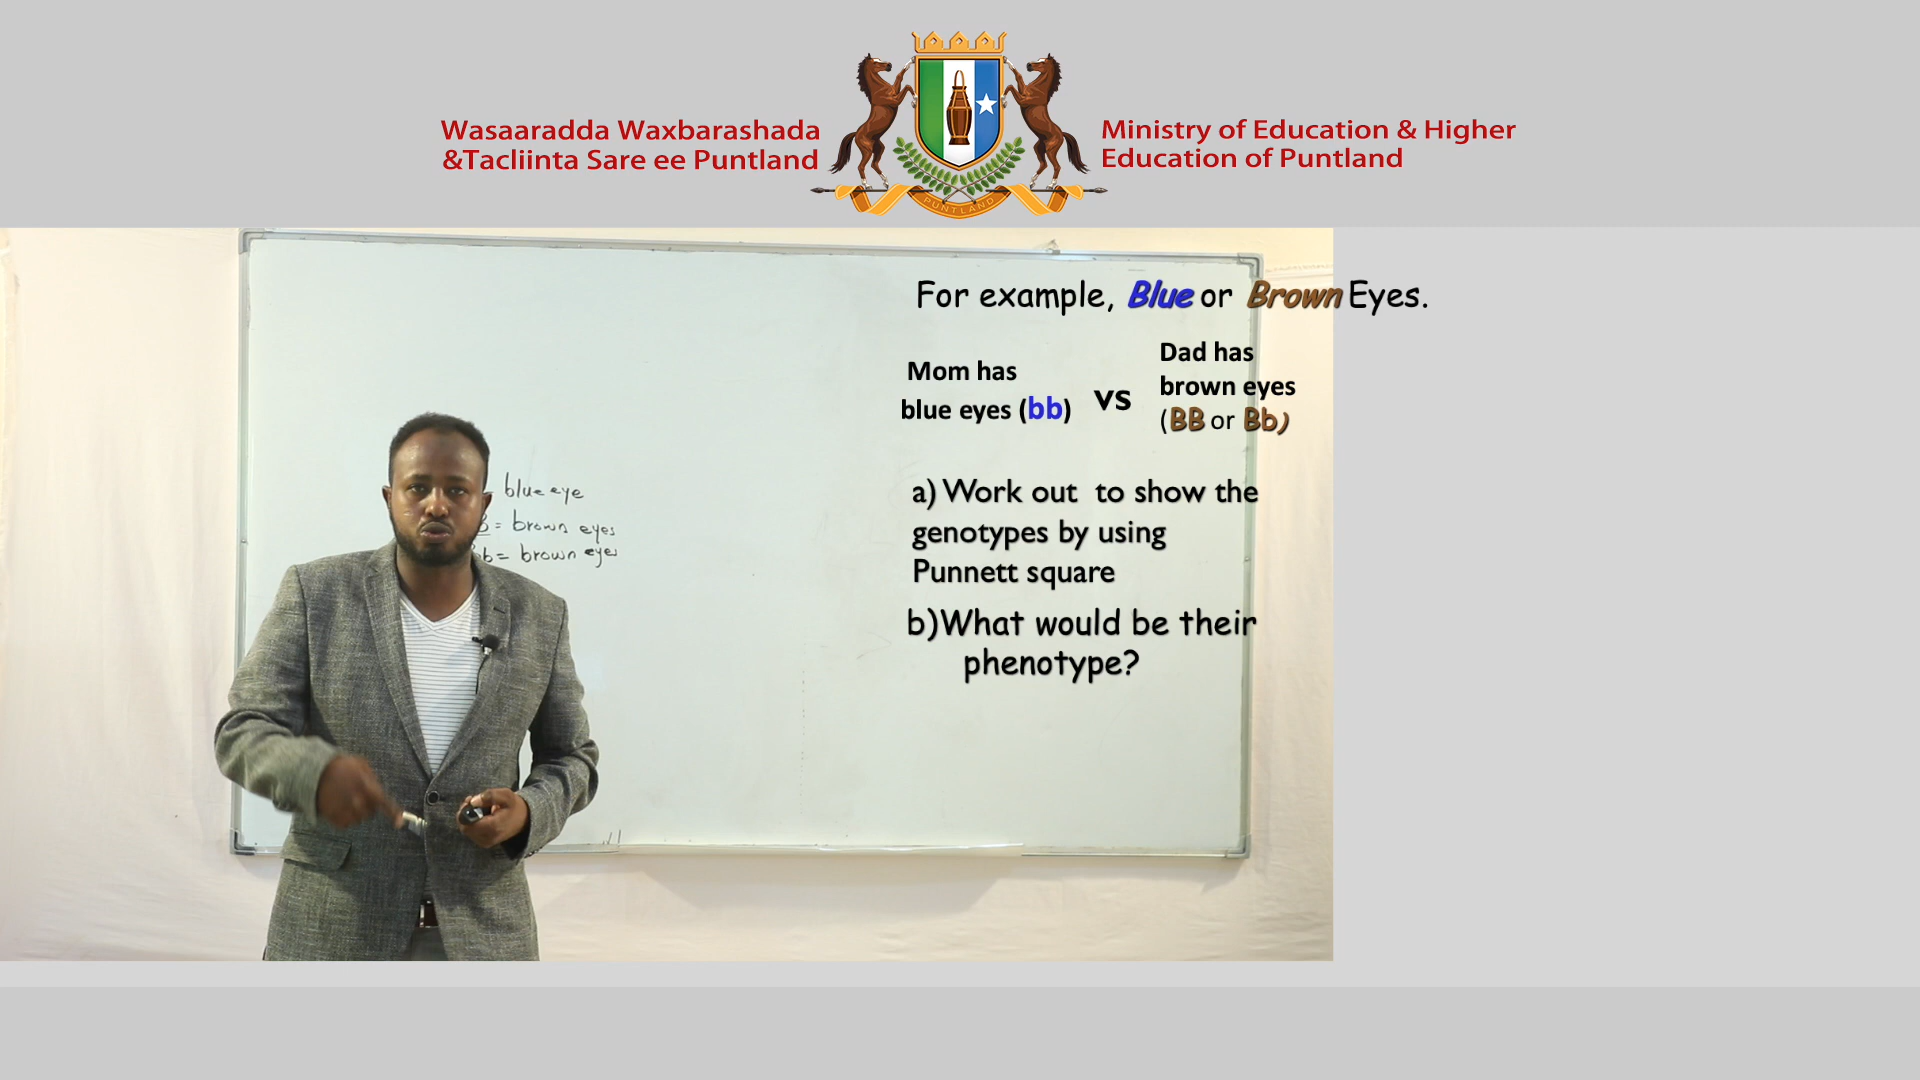 Wasaaradda Waxbarashada
&Tacliinta Sare ee Puntland
PUNTLAND
Ministry of Education & Higher
Education of Puntland
For example, Blue or Brown Eyes.
Mom has
blue eyes (bb)
vs
Dad has
brown eyes
(BB or Bb)
a) Work out to show the
genotypes by using
Punnett square
b)What would be their
phenotype?
blue eye
= brown eyes
b= brown eyes